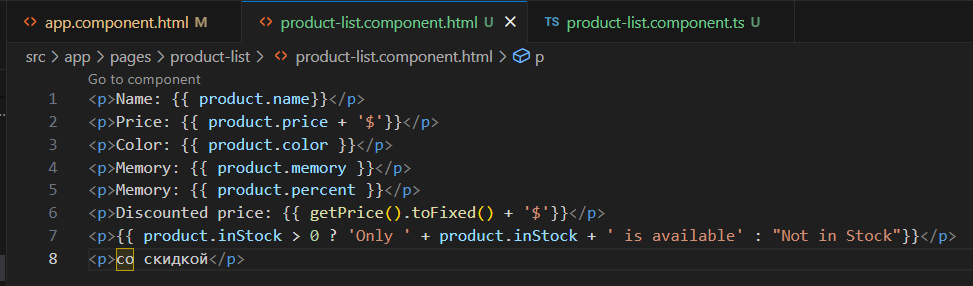 app.component.html M product-list.component.html U TS product-list.component.ts U
src > app > pages > product-list > product-list.component.html > p
Go to component
1 <p>Name: {{ product.name}}</p>
2 <p>Price: {{ product.price + '$'}}</p>
3 <p>Color: {{ product.color }}</p>
4 <p>Memory: {{ product.memory }}</p>
5 <p>Memory: {{ product.percent }}</p>
6 <p>Discounted price: {{ getPrice().toFixed() + '$'}}</p>
7 <p>{{ product.inStock > 0 ? 'Only ' + product.inStock + ' is available' : "Not in Stock"}}</p>
8 <p>со скидкой</p>